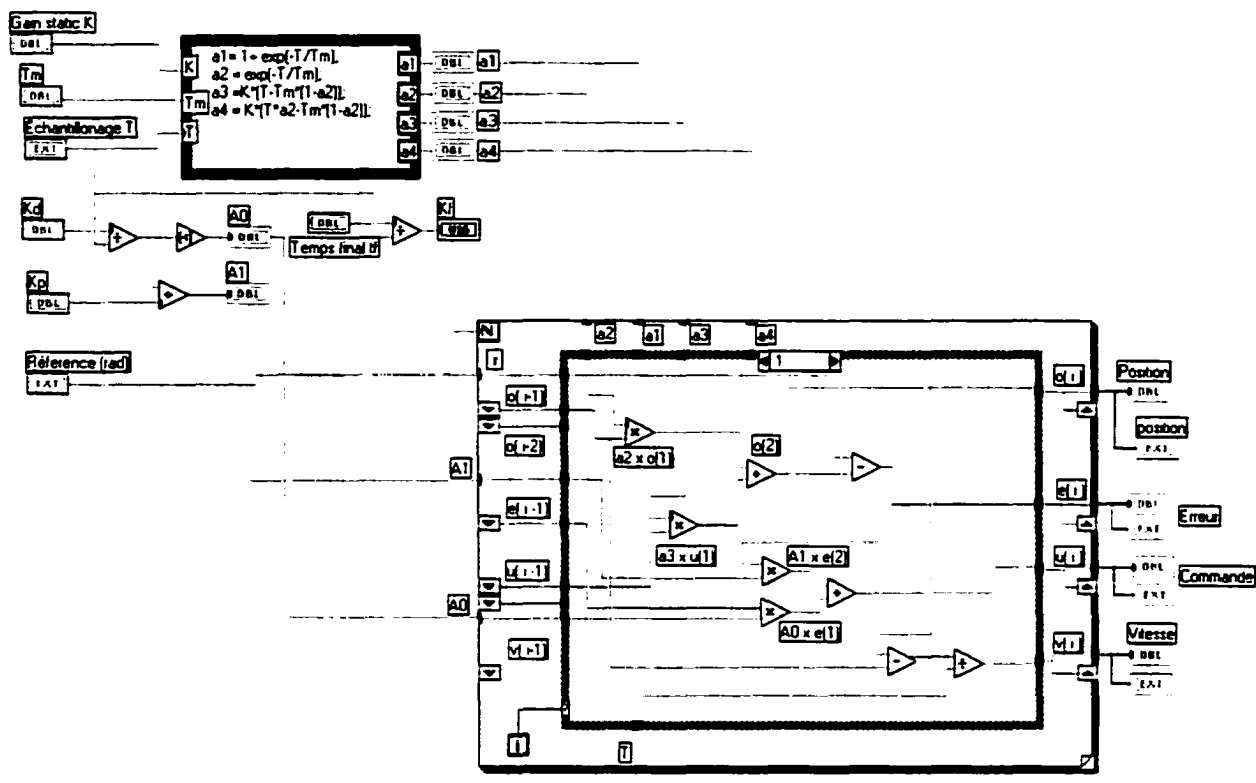 Gain static K
DBL
Tm
DBL
Echantillonage T
EXT
K
Tm
T
a1 = 1 + exp(-T/Tm);
a2 = exp(-T/Tm);
a3 =K*(T-Tm*(1-a2));
a4 = K*(T*a2-Tm*(1-a2));
a1
a2
a3
a4
DBL a1
DBL a2
DBL a3
DBL a4
Kd
DBL
A0
DBL
DBL
Temps final tf
Kf
Kp
DBL
A1
DBL
Réference (rad)
EXT
N
a2 a1 a3 a4
r
1
o(i-1)
o(i-2)
A1
e(i-1)
u(i-1)
A0
v(i-1)
a2 x o(1)
o(2)
a3 x u(1)
A1 x e(2)
A0 x e(1)
i
T
o(i)
Position
DBL
position
EXT
e(i)
DBL
Erreur
EXT
u(i)
DBL
Commande
EXT
v(i)
Vitesse
DBL
EXT